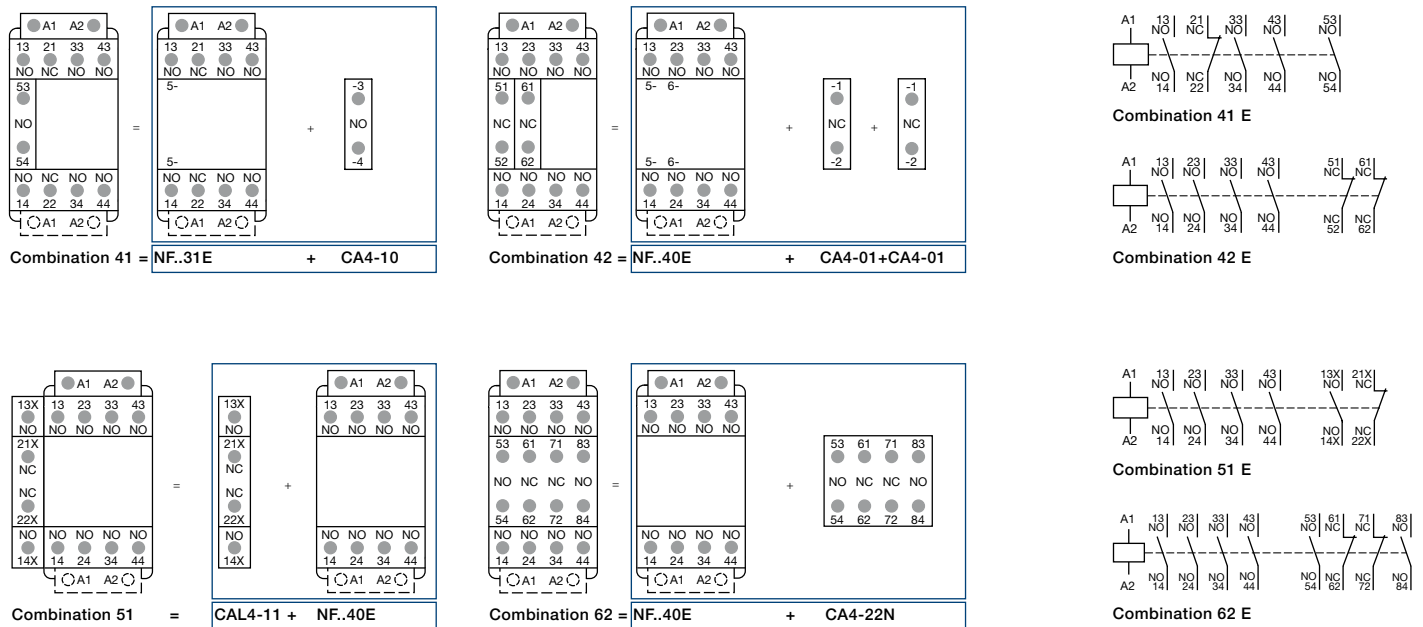 A1 A2
13 21 33 43
NO NC NO NO
53
NO
54
NO NC NO NO
14 22 34 44
A1 A2
=
A1 A2
13 21 33 43
NO NC NO NO
5-
5-
NO NC NO NO
14 22 34 44
A1 A2
+
-3
NO
-4
Combination 41 = NF..31E + CA4-10
A1 A2
13 23 33 43
NO NO NO NO
51 61
NC NC
52 62
NO NO NO NO
14 24 34 44
A1 A2
=
A1 A2
13 23 33 43
NO NO NO NO
5- 6-
5- 6-
NO NO NO NO
14 24 34 44
A1 A2
+
-1
NC
-2
+
-1
NC
-2
Combination 42 = NF..40E + CA4-01+CA4-01
A1 13 21 33 43 53
NO NC NO NO NO
NO NC NO NO NO
A2 14 22 34 44 54
Combination 41 E
A1 13 23 33 43 51 61
NO NO NO NO NC NC
NO NO NO NO NC NC
A2 14 24 34 44 52 62
Combination 42 E
A1 A2
13X 13 23 33 43
NO NO NO NO NO
21X
NC
NC
22X
NO NO NO NO NO
14X 14 24 34 44
A1 A2
=
13X
NO
21X
NC
NC
22X
NO
14X
+
A1 A2
13 23 33 43
NO NO NO NO
NO NO NO NO
14 24 34 44
A1 A2
Combination 51 = CAL4-11 + NF..40E
A1 A2
13 23 33 43
NO NO NO NO
53 61 71 83
NO NC NC NO
54 62 72 84
NO NO NO NO
14 24 34 44
A1 A2
=
A1 A2
13 23 33 43
NO NO NO NO
NO NO NO NO
14 24 34 44
A1 A2
+
53 61 71 83
NO NC NC NO
54 62 72 84
Combination 62 = NF..40E + CA4-22N
A1 13 23 33 43 13X 21X
NO NO NO NO NO NC
NO NO NO NO NO NC
A2 14 24 34 44 14X 22X
Combination 51 E
A1 13 23 33 43 53 61 71 83
NO NO NO NO NO NC NC NO
NO NO NO NO NO NC NC NO
A2 14 24 34 44 54 62 72 84
Combination 62 E